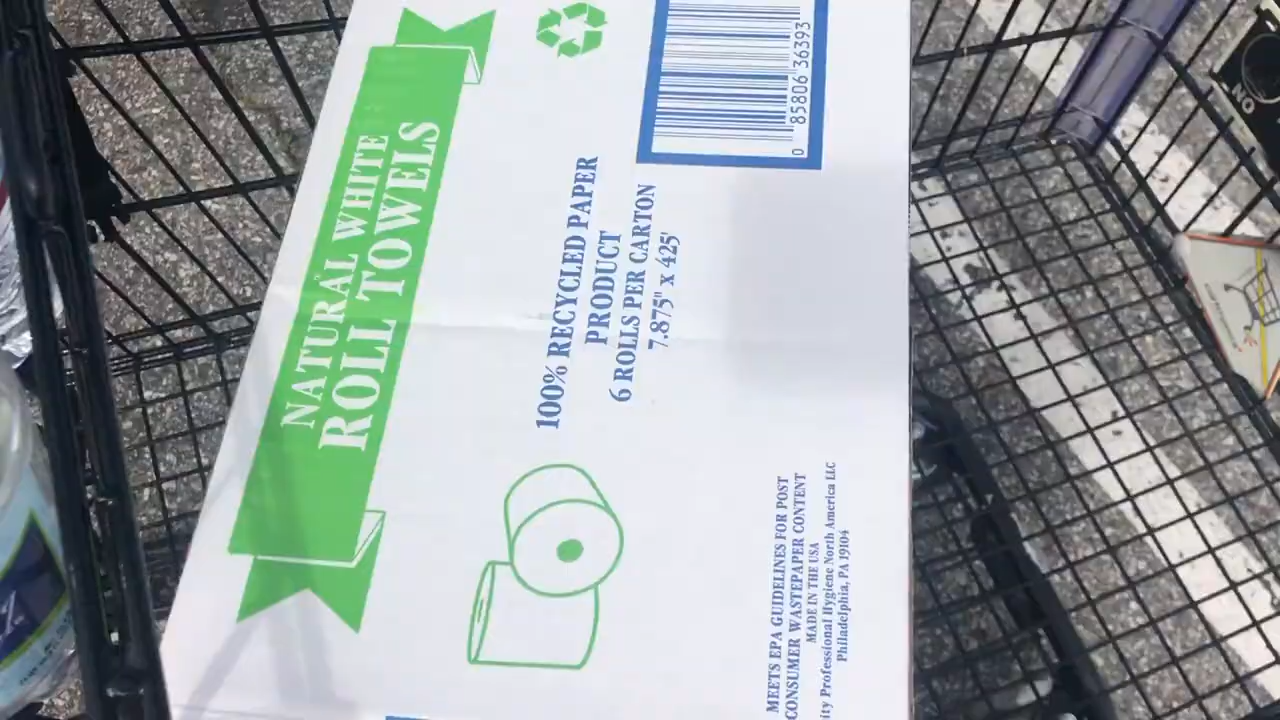 NATURAL WHITE
ROLL TOWELS
100% RECYCLED PAPER
PRODUCT
6 ROLLS PER CARTON
7.875" x 425'
0 85806 36393
MEETS EPA GUIDELINES FOR POST
CONSUMER WASTEPAPER CONTENT
MADE IN THE USA
Professional Hygiene North America LLC
Philadelphia, PA 19104
NO